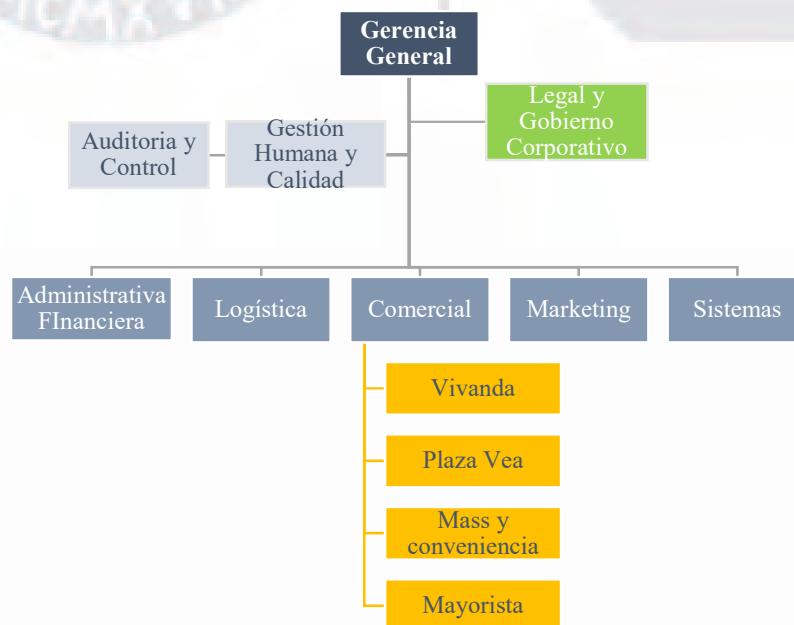 Gerencia
General
Legal y
Gobierno
Corporativo
Auditoria y
Control
Gestión
Humana y
Calidad
Administrativa
FInanciera
Logística
Comercial
Marketing
Sistemas
Vivanda
Plaza Vea
Mass y
conveniencia
Mayorista